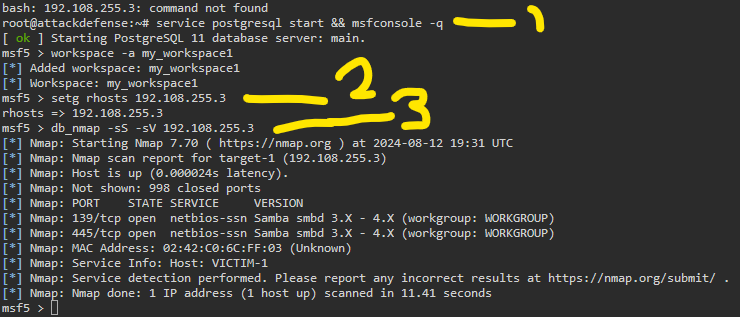 bash: 192.108.255.3: command not found
root@attackdefense:~# service postgresql start && msfconsole -q 1
[ ok ] Starting PostgreSQL 11 database server: main.
msf5 > workspace -a my_workspace1
[*] Added workspace: my_workspace1
[*] Workspace: my_workspace1
msf5 > setg rhosts 192.108.255.3 2
rhosts => 192.108.255.3
msf5 > db_nmap -sS -sV 192.108.255.3 3
[*] Nmap: Starting Nmap 7.70 ( https://nmap.org ) at 2024-08-12 19:31 UTC
[*] Nmap: Nmap scan report for target-1 (192.108.255.3)
[*] Nmap: Host is up (0.000024s latency).
[*] Nmap: Not shown: 998 closed ports
[*] Nmap: PORT    STATE SERVICE     VERSION
[*] Nmap: 139/tcp open  netbios-ssn Samba smbd 3.X - 4.X (workgroup: WORKGROUP)
[*] Nmap: 445/tcp open  netbios-ssn Samba smbd 3.X - 4.X (workgroup: WORKGROUP)
[*] Nmap: MAC Address: 02:42:C0:6C:FF:03 (Unknown)
[*] Nmap: Service Info: Host: VICTIM-1
[*] Nmap: Service detection performed. Please report any incorrect results at https://nmap.org/submit/ .
[*] Nmap: Nmap done: 1 IP address (1 host up) scanned in 11.41 seconds
msf5 >